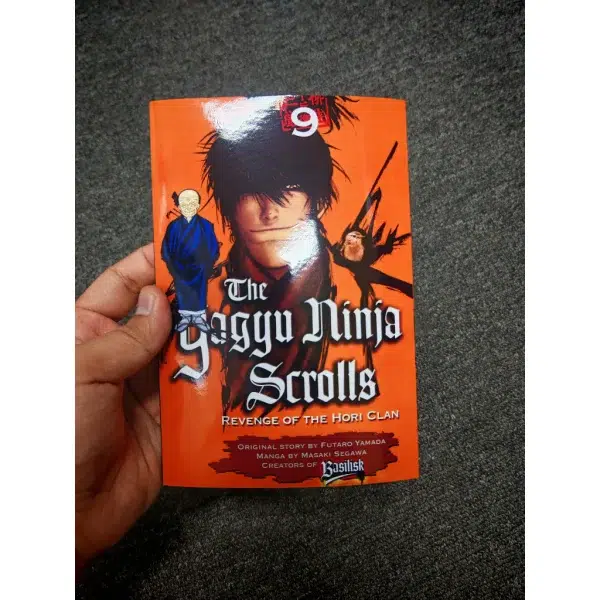 9
The
Yagyu Ninja
Scrolls
REVENGE OF THE HORI CLAN
ORIGINAL STORY BY FUTARO YAMADA
MANGA BY MASAKI SEGAWA
CREATORS OF Basilisk